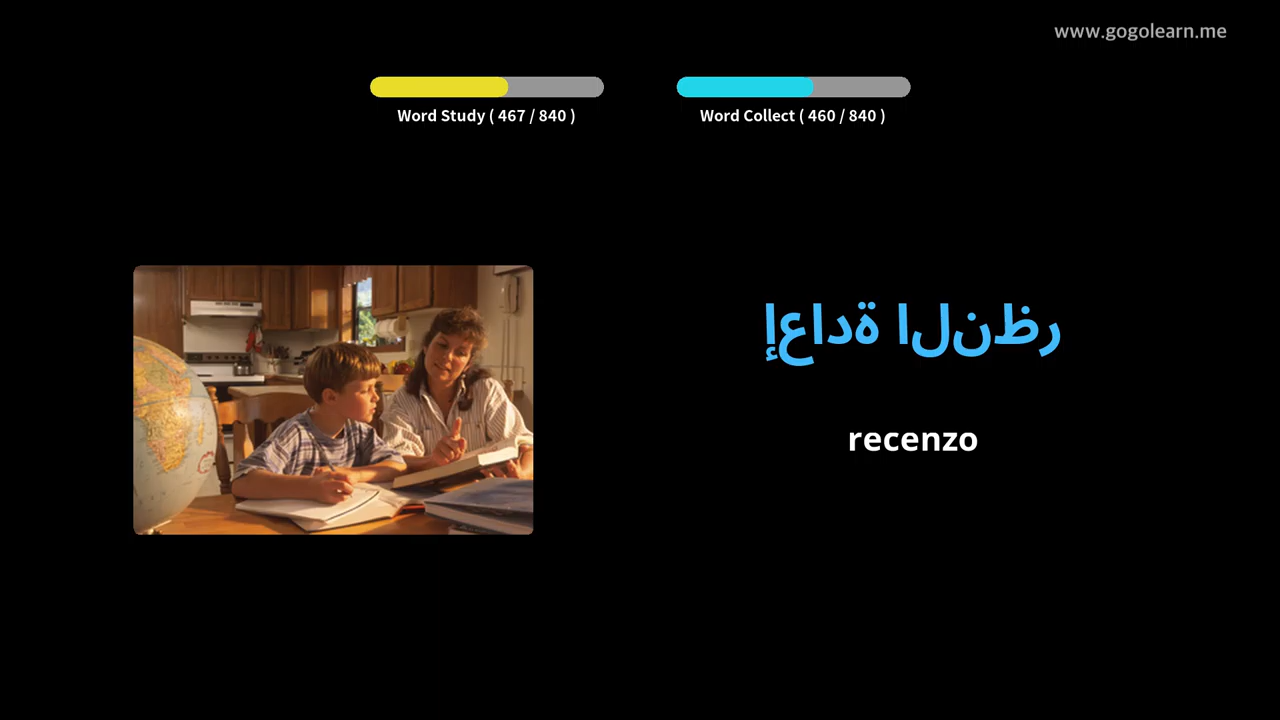 www.gogolearn.me
Word Study ( 467 / 840 )
Word Collect ( 460 / 840 )
إعادة النظر
recenzo